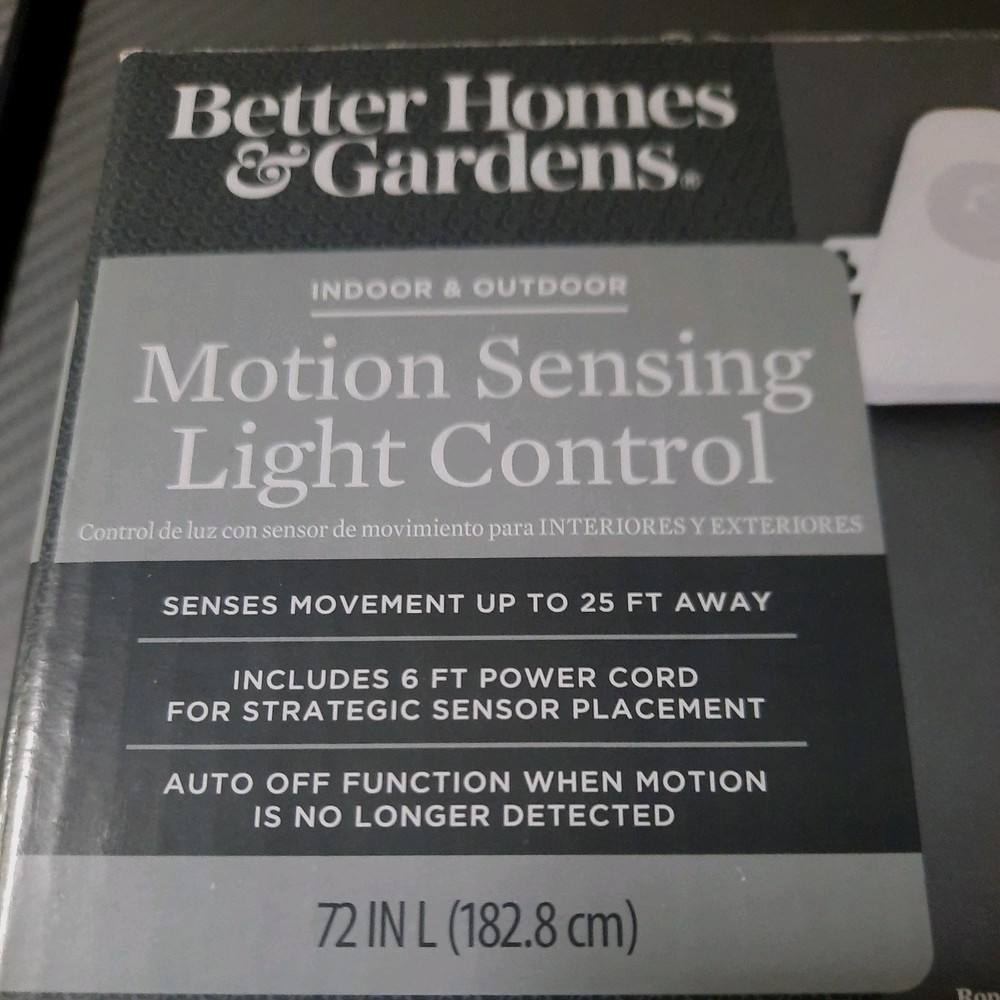 Better Homes
& Gardens®
INDOOR & OUTDOOR
Motion Sensing
Light Control
Control de luz con sensor de movimiento para INTERIORES Y EXTERIORES
SENSES MOVEMENT UP TO 25 FT AWAY
INCLUDES 6 FT POWER CORD
FOR STRATEGIC SENSOR PLACEMENT
AUTO OFF FUNCTION WHEN MOTION
IS NO LONGER DETECTED
72 IN L (182.8 cm)